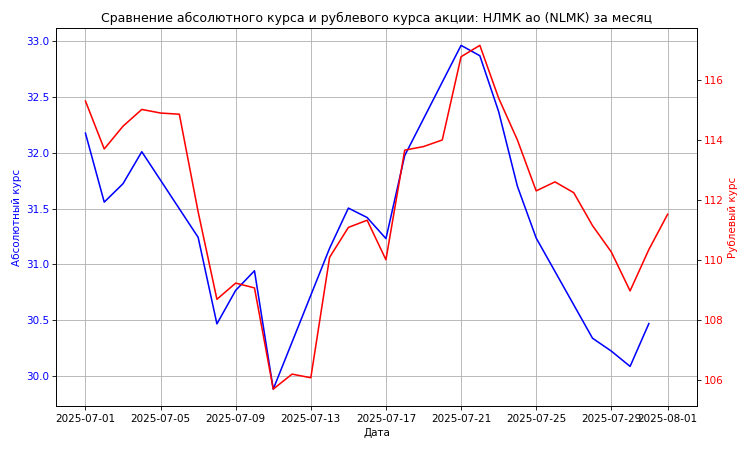 Сравнение абсолютного курса и рублевого курса акции: НЛМК ао (NLMK) за месяц
33.0
32.5
32.0
31.5
31.0
30.5
30.0
Абсолютный курс
116
114
112
110
108
106
Рублевый курс
2025-07-01 2025-07-05 2025-07-09 2025-07-13 2025-07-17 2025-07-21 2025-07-25 2025-07-29 2025-08-01
Дата